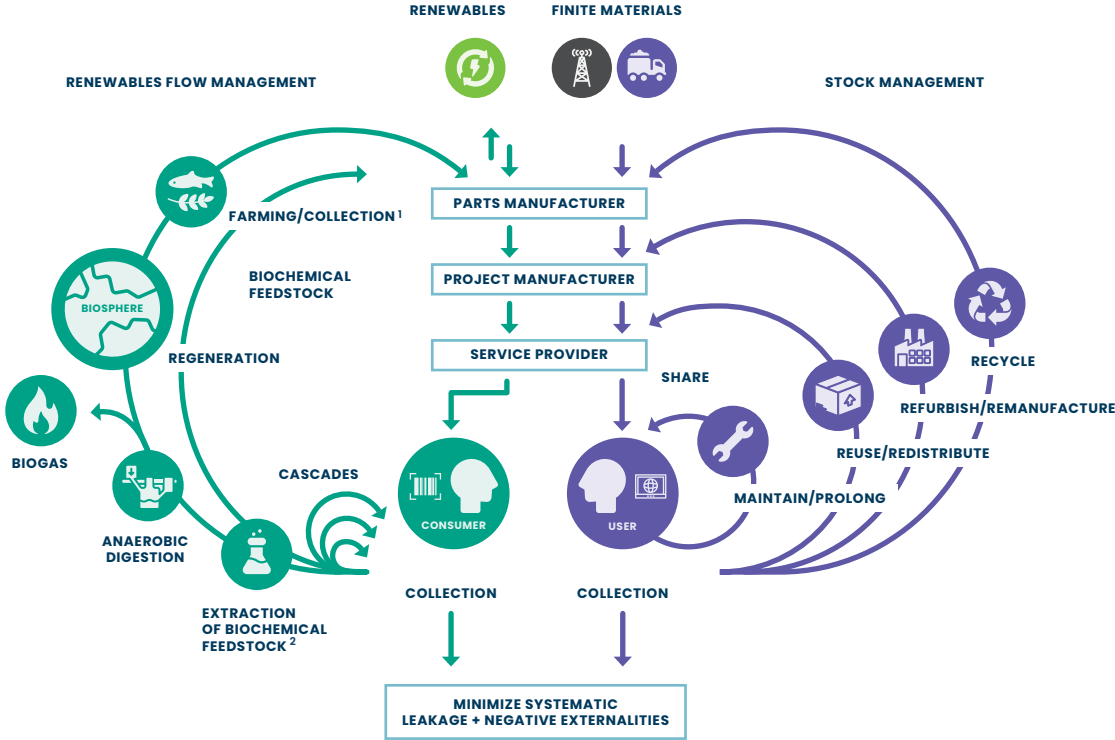 RENEWABLES
FINITE MATERIALS
RENEWABLES FLOW MANAGEMENT
STOCK MANAGEMENT
PARTS MANUFACTURER
FARMING/COLLECTION 1
BIOCHEMICAL
FEEDSTOCK
PROJECT MANUFACTURER
BIOSPHERE
REGENERATION
SERVICE PROVIDER
SHARE
RECYCLE
REFURBISH/REMANUFACTURE
REUSE/REDISTRIBUTE
MAINTAIN/PROLONG
BIOGAS
CASCADES
CONSUMER
USER
ANAEROBIC
DIGESTION
COLLECTION
COLLECTION
EXTRACTION
OF BIOCHEMICAL
FEEDSTOCK 2
MINIMIZE SYSTEMATIC
LEAKAGE + NEGATIVE EXTERNALITIES